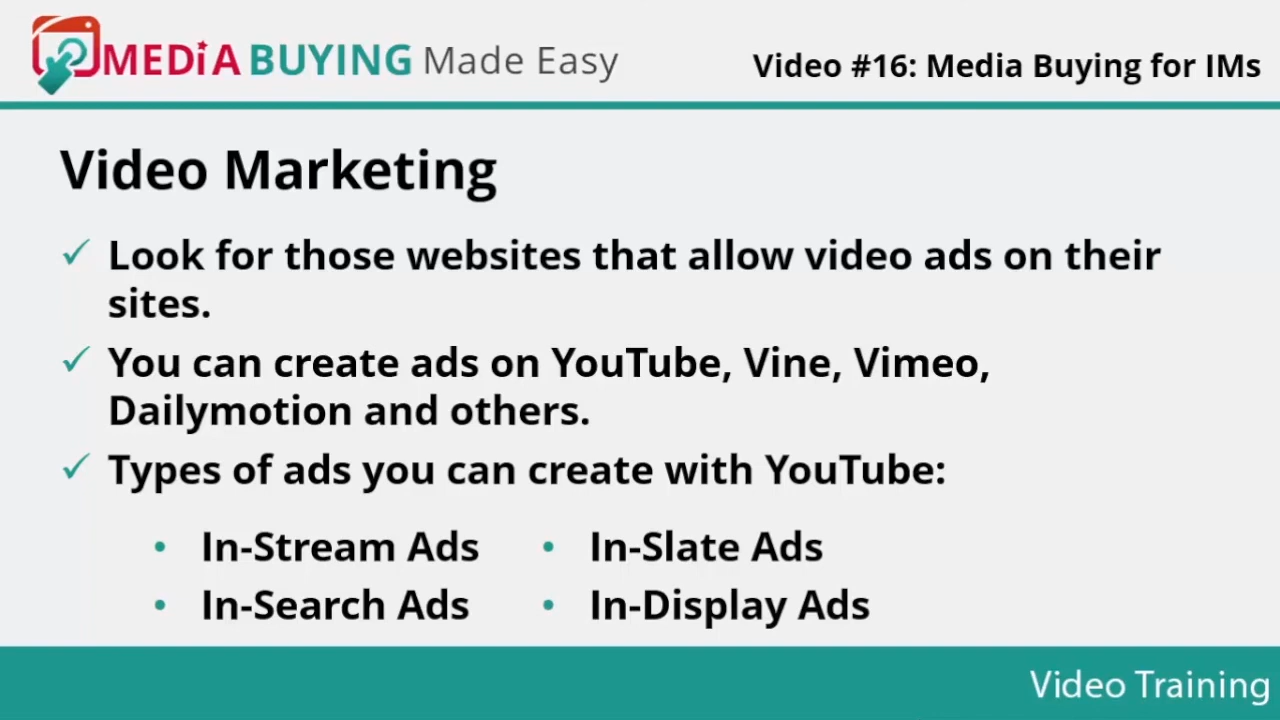 MEDiA BUYING Made Easy
Video #16: Media Buying for IMs
Video Marketing
Look for those websites that allow video ads on their
sites.
You can create ads on YouTube, Vine, Vimeo,
Dailymotion and others.
Types of ads you can create with YouTube:
In-Stream Ads
In-Slate Ads
In-Search Ads
In-Display Ads
Video Training